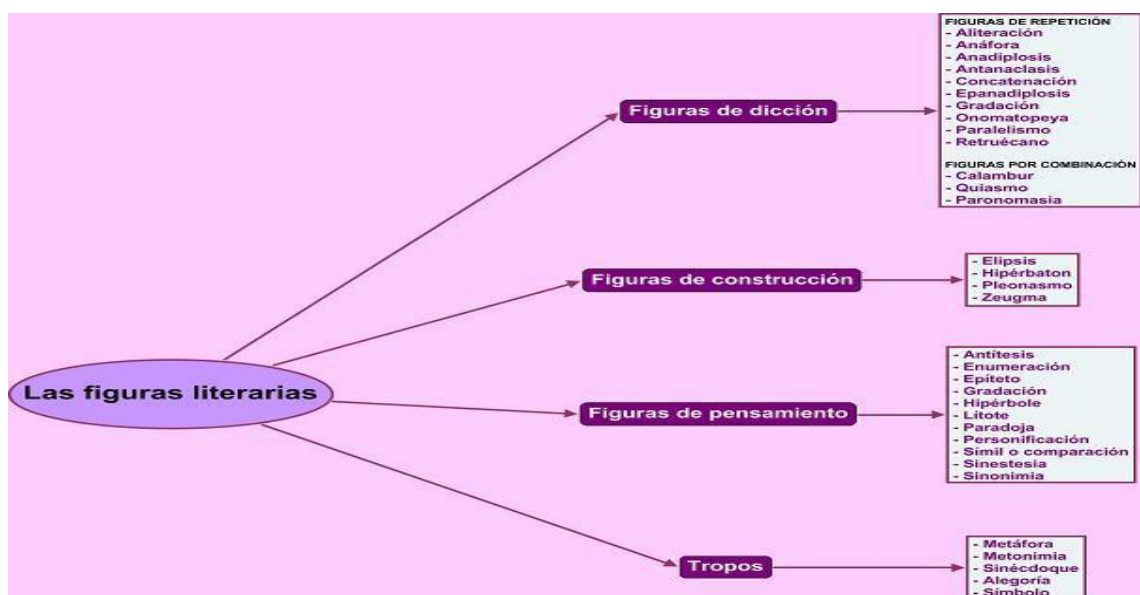 FIGURAS DE REPETICIÓN
- Aliteración
- Anáfora
- Anadiplosis
- Antanaclasis
- Concatenación
- Epanadiplosis
- Gradación
- Onomatopeya
- Paralelismo
- Retruécano
FIGURAS POR COMBINACIÓN
- Calambur
- Quiasmo
- Paronomasia
Figuras de dicción
- Elipsis
- Hipérbaton
- Pleonasmo
- Zeugma
Figuras de construcción
Las figuras literarias
- Antítesis
- Enumeración
- Epíteto
- Gradación
- Hipérbole
- Lítote
- Paradoja
- Personificación
- Símil o comparación
- Sinestesia
- Sinonimia
Figuras de pensamiento
Tropos
- Metáfora
- Metonimia
- Sinécdoque
- Alegoría
- Símbolo